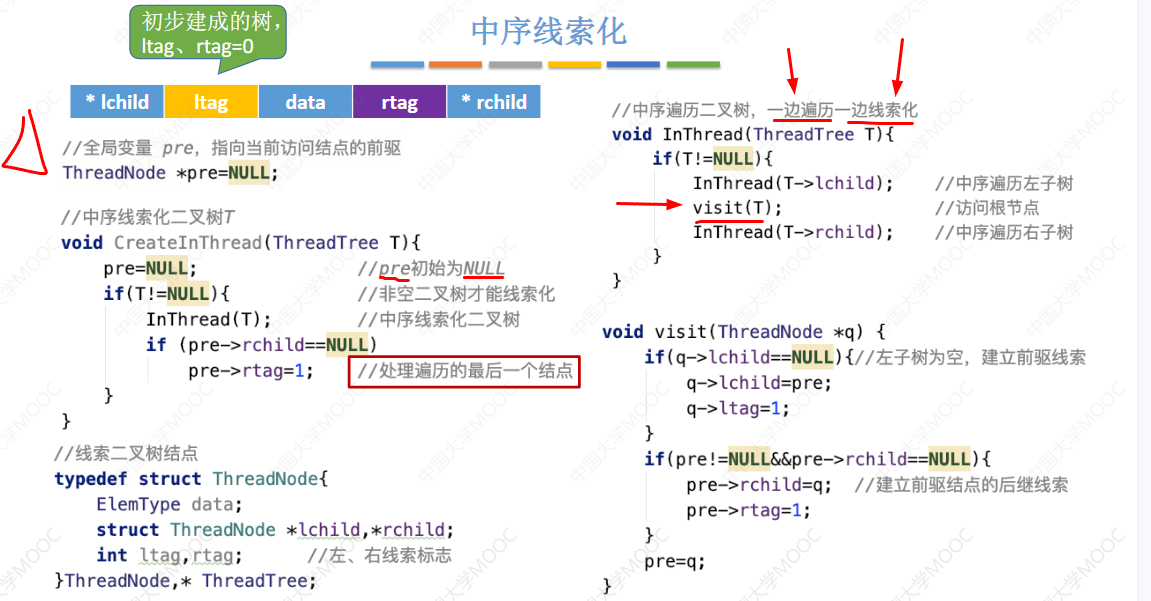 初步建成的树，
ltag、rtag=0
中序线索化
* lchild ltag data rtag * rchild
//全局变量 pre，指向当前访问结点的前驱
ThreadNode *pre=NULL;
//中序线索化二叉树T
void CreateInThread(ThreadTree T){
pre=NULL; //pre初始为NULL
if(T!=NULL){ //非空二叉树才能线索化
InThread(T); //中序线索化二叉树
if (pre->rchild==NULL)
pre->rtag=1; //处理遍历的最后一个结点
}
}
//线索二叉树结点
typedef struct ThreadNode{
ElemType data;
struct ThreadNode *lchild,*rchild;
int ltag,rtag; //左、右线索标志
}ThreadNode,* ThreadTree;
//中序遍历二叉树，一边遍历一边线索化
void InThread(ThreadTree T){
if(T!=NULL){
InThread(T->lchild); //中序遍历左子树
visit(T); //访问根节点
InThread(T->rchild); //中序遍历右子树
}
}
void visit(ThreadNode *q) {
if(q->lchild==NULL){//左子树为空，建立前驱线索
q->lchild=pre;
q->ltag=1;
}
if(pre!=NULL&&pre->rchild==NULL){
pre->rchild=q; //建立前驱结点的后继线索
pre->rtag=1;
}
pre=q;
}
中国大学MOOC